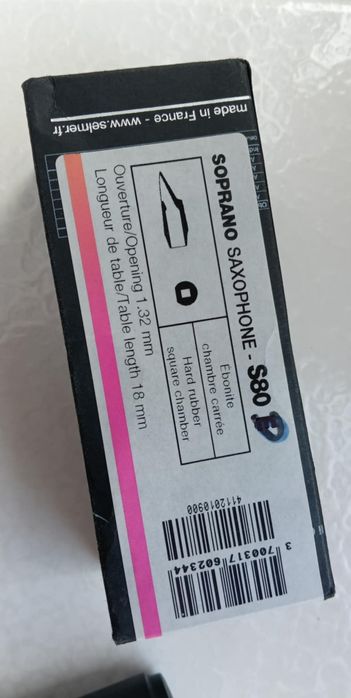 made in France - www.selmer.fr
SOPRANO SAXOPHONE - S80 D
Ebonite
chambre carrée
Hard rubber
square chamber
Ouverture/Opening 1.32 mm
Longueur de table/Table length 18 mm
4112010900
3 700317 602344